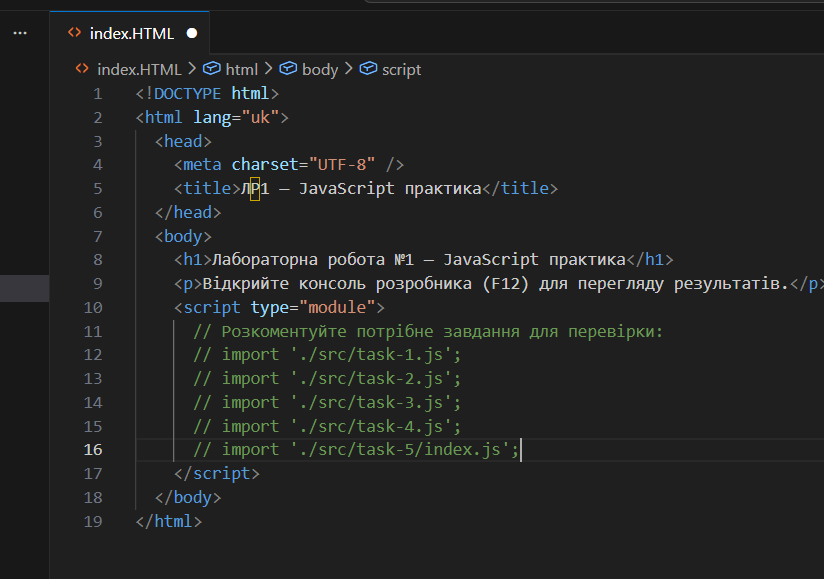 ... index.HTML
index.HTML > html > body > script
1 <!DOCTYPE html>
2 <html lang="uk">
3 <head>
4 <meta charset="UTF-8" />
5 <title>ЛР1 — JavaScript практика</title>
6 </head>
7 <body>
8 <h1>Лабораторна робота №1 — JavaScript практика</h1>
9 <p>Відкрийте консоль розробника (F12) для перегляду результатів.</p>
10 <script type="module">
11 // Розкоментуйте потрібне завдання для перевірки:
12 // import './src/task-1.js';
13 // import './src/task-2.js';
14 // import './src/task-3.js';
15 // import './src/task-4.js';
16 // import './src/task-5/index.js';
17 </script>
18 </body>
19 </html>